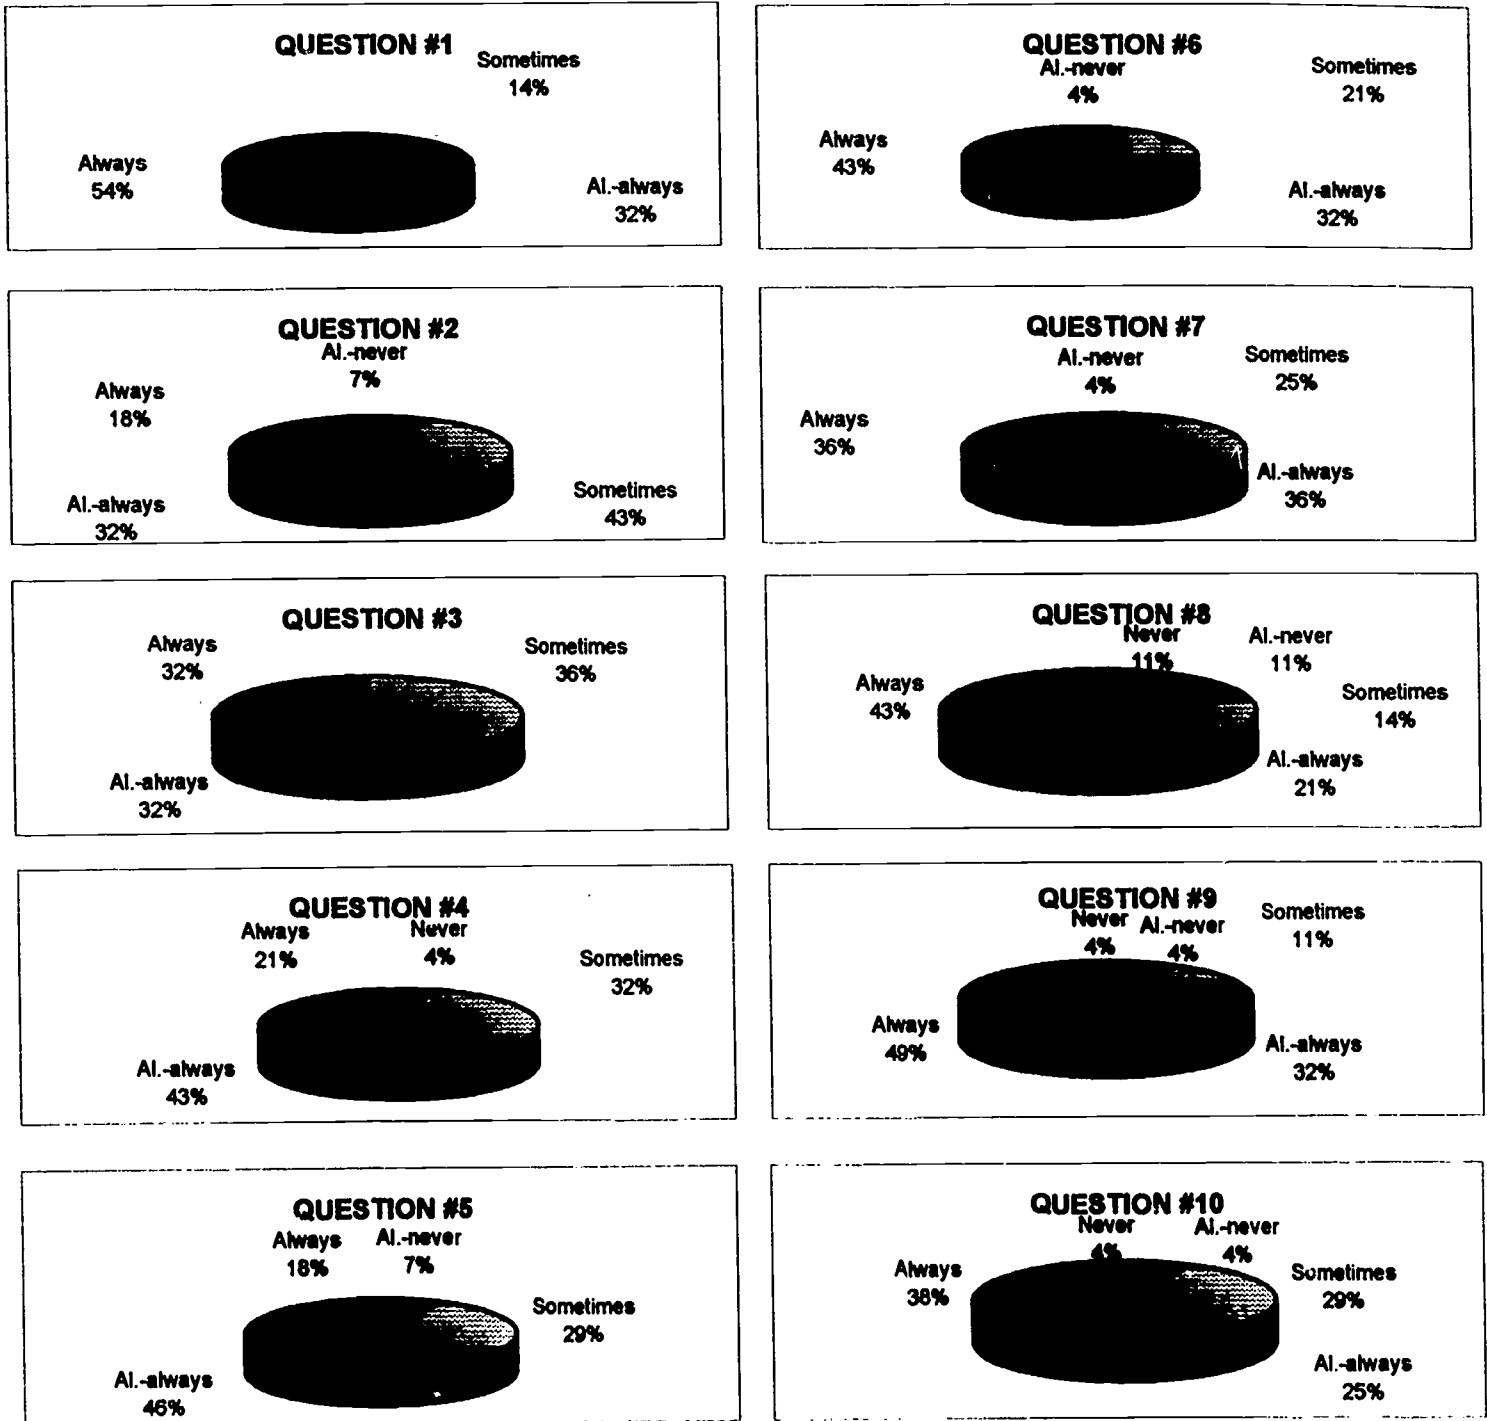 QUESTION #1
Sometimes
14%
Always
54%
Al.-always
32%
QUESTION #2
Al.-never
7%
Always
18%
Al.-always
32%
Sometimes
43%
QUESTION #3
Always
32%
Sometimes
36%
Al.-always
32%
QUESTION #4
Always
21%
Never
4%
Sometimes
32%
Al.-always
43%
QUESTION #5
Always
18%
Al.-never
7%
Sometimes
29%
Al.-always
46%
QUESTION #6
Al.-never
4%
Sometimes
21%
Always
43%
Al.-always
32%
QUESTION #7
Al.-never
4%
Sometimes
25%
Always
36%
Al.-always
36%
QUESTION #8
Never
11%
Al.-never
11%
Always
43%
Sometimes
14%
Al.-always
21%
QUESTION #9
Never
4%
Al.-never
4%
Sometimes
11%
Always
49%
Al.-always
32%
QUESTION #10
Never
4%
Al.-never
4%
Always
38%
Sometimes
29%
Al.-always
25%